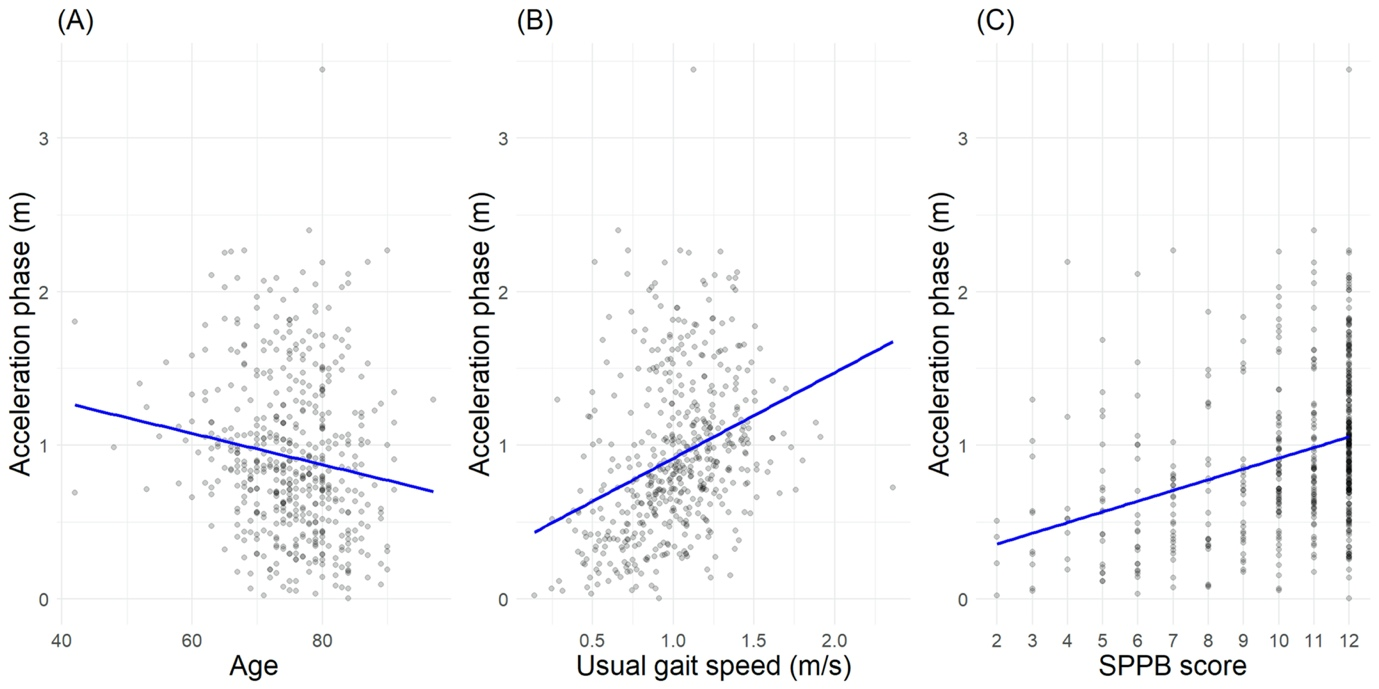 (A)
Acceleration phase (m)
3
2
1
0
40 60 80
Age
(B)
Acceleration phase (m)
3
2
1
0
0.5 1.0 1.5 2.0
Usual gait speed (m/s)
(C)
Acceleration phase (m)
3
2
1
0
2 3 4 5 6 7 8 9 10 11 12
SPPB score